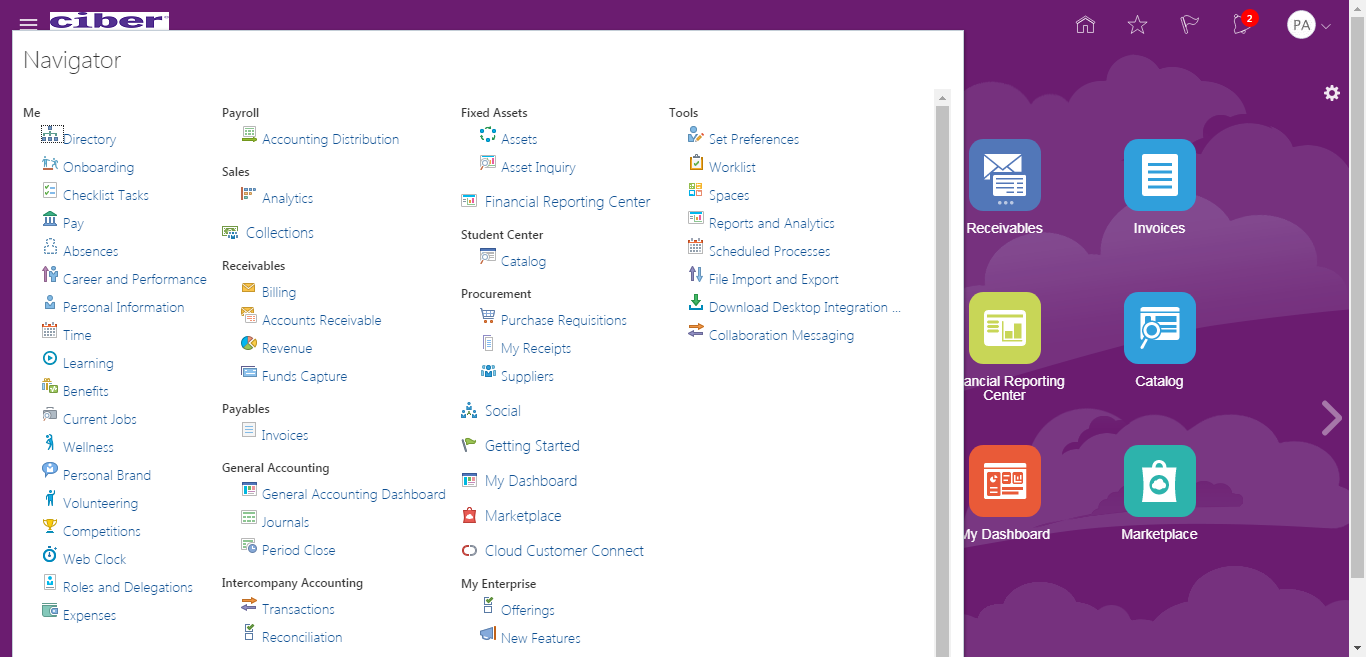 ciber
2
PA
Navigator
Me
Directory
Onboarding
Checklist Tasks
Pay
Absences
Career and Performance
Personal Information
Time
Learning
Benefits
Current Jobs
Wellness
Personal Brand
Volunteering
Competitions
Web Clock
Roles and Delegations
Expenses
Payroll
Accounting Distribution
Sales
Analytics
Collections
Receivables
Billing
Accounts Receivable
Revenue
Funds Capture
Payables
Invoices
General Accounting
General Accounting Dashboard
Journals
Period Close
Intercompany Accounting
Transactions
Reconciliation
Fixed Assets
Assets
Asset Inquiry
Financial Reporting Center
Student Center
Catalog
Procurement
Purchase Requisitions
My Receipts
Suppliers
Social
Getting Started
My Dashboard
Marketplace
Cloud Customer Connect
My Enterprise
Offerings
New Features
Tools
Set Preferences
Worklist
Spaces
Reports and Analytics
Scheduled Processes
File Import and Export
Download Desktop Integration ...
Collaboration Messaging
Receivables
Invoices
ancial Reporting
Center
Catalog
My Dashboard
Marketplace